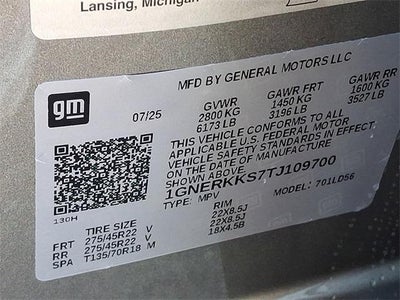 Lansing, Michigan
gm
MFD BY GENERAL MOTORS LLC
07/25
GVWR GAWR FRT GAWR RR
2800 KG 1450 KG 1600 KG
6173 LB 3196 LB 3527 LB
THIS VEHICLE CONFORMS TO ALL
APPLICABLE U.S. FEDERAL MOTOR
VEHICLE SAFETY STANDARDS IN EFFECT
ON THE DATE OF MANUFACTURE
SHOWN ABOVE
1GNERKKS7TJ109700
TYPE: MPV MODEL: 701LD56
130H
TIRE SIZE RIM
FRT 275/45R22 V 22X8.5J
RR 275/45R22 V 22X8.5J
SPA T135/70R18 M 18X4.5B